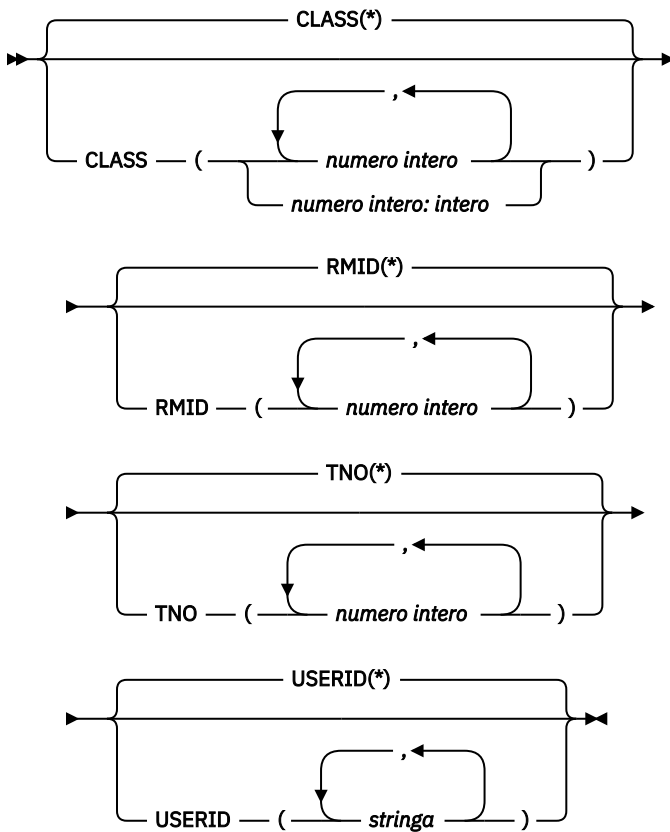 CLASS(*)
,
CLASS ( numero intero )
numero intero: intero
RMID(*)
,
RMID ( numero intero )
TNO(*)
,
TNO ( numero intero )
USERID(*)
,
USERID ( stringa )